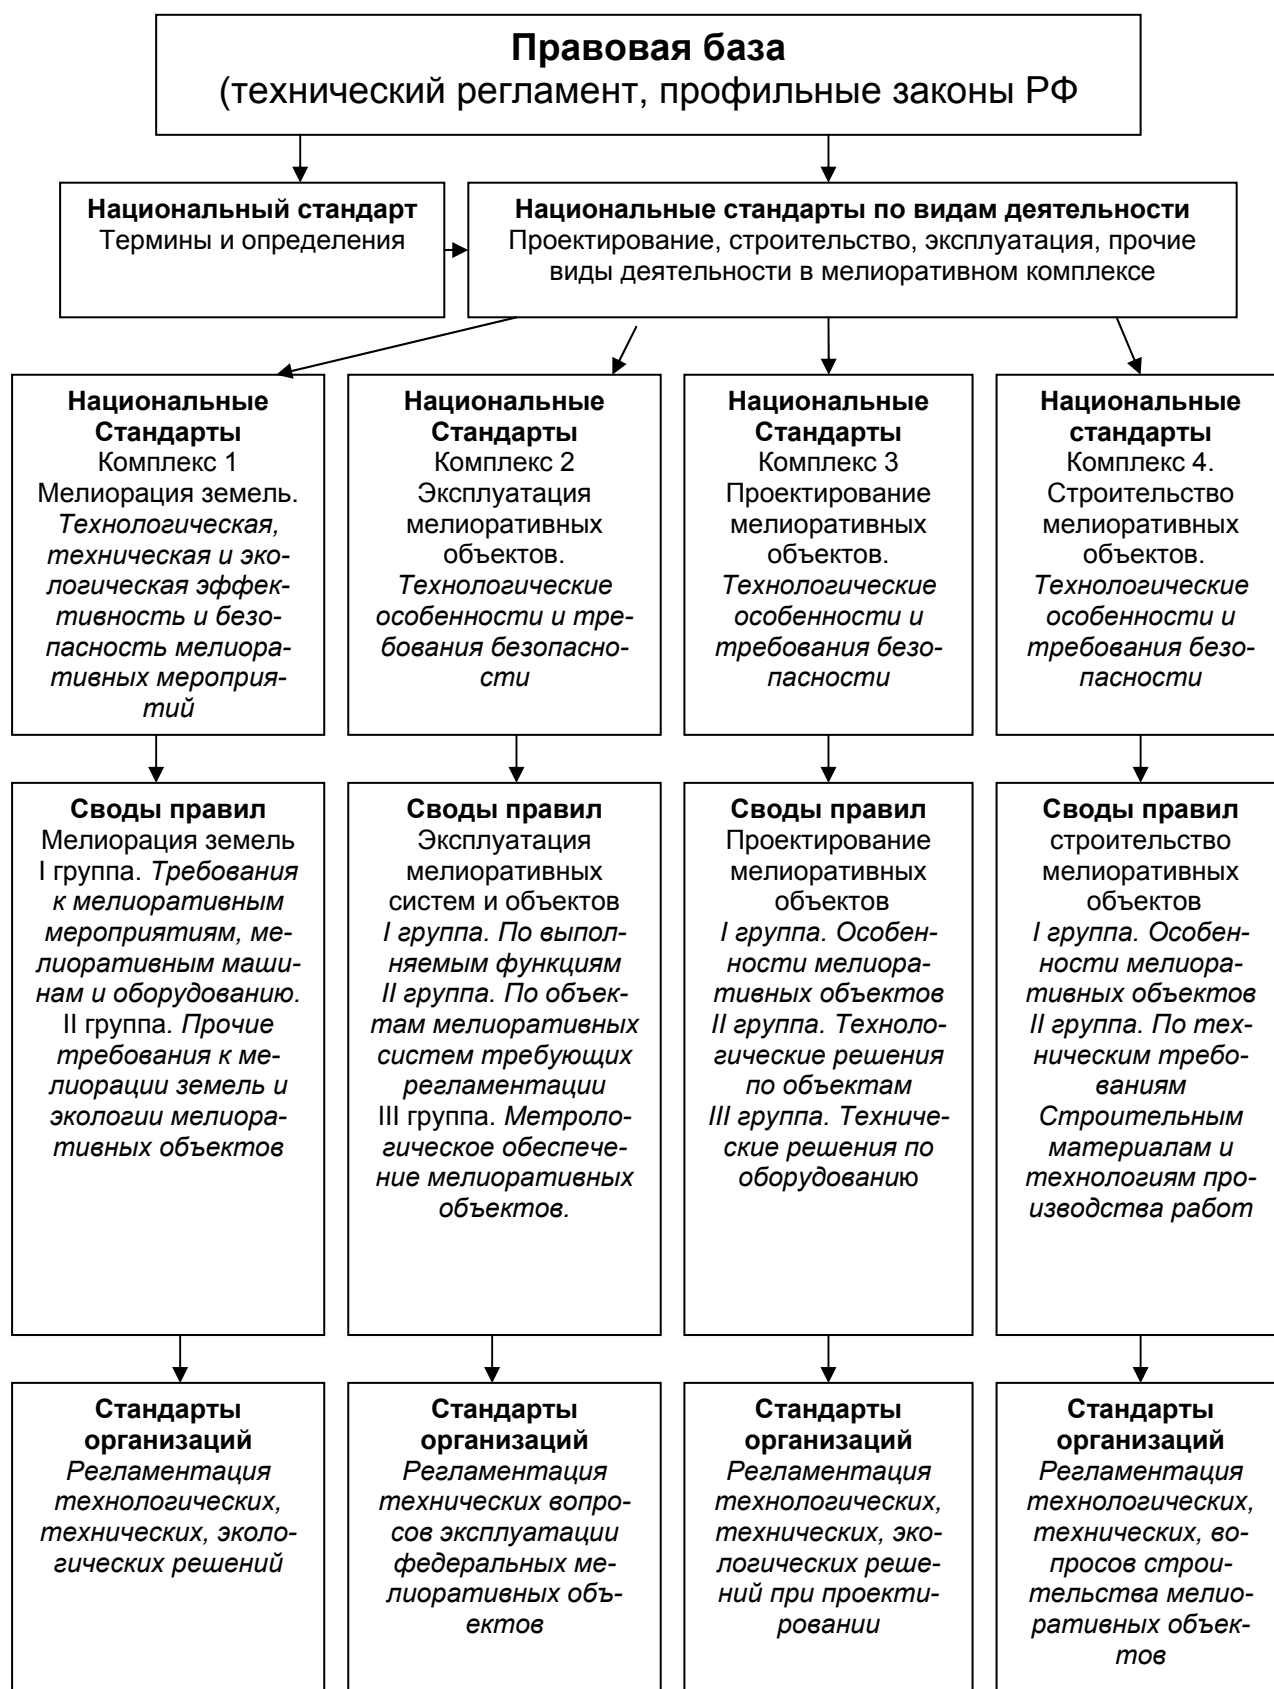 Правовая база
(технический регламент, профильные законы РФ
Национальный стандарт
Термины и определения
Национальные стандарты по видам деятельности
Проектирование, строительство, эксплуатация, прочие
виды деятельности в мелиоративном комплексе
Национальные
Стандарты
Комплекс 1
Мелиорация земель.
Технологическая,
техническая и эко-
логическая эффек-
тивность и безо-
пасность мелиора-
тивных мероприя-
тий
Национальные
Стандарты
Комплекс 2
Эксплуатация
мелиоративных
объектов.
Технологические
особенности и тре-
бования безопасно-
сти
Национальные
Стандарты
Комплекс 3
Проектирование
мелиоративных
объектов.
Технологические
особенности и
требования безо-
пасности
Национальные
стандарты
Комплекс 4.
Строительство
мелиоративных
объектов.
Технологические
особенности и
требования безо-
пасности
Своды правил
Мелиорация земель
I группа. Требования
к мелиоративным
мероприятиям, ме-
лиоративным маши-
нам и оборудованию.
II группа. Прочие
требования к ме-
лиорации земель и
экологии мелиора-
тивных объектов
Своды правил
Эксплуатация
мелиоративных
систем и объектов
I группа. По выпол-
няемым функциям
II группа. По объек-
там мелиоративных
систем требующих
регламентации
III группа. Метроло-
гическое обеспече-
ние мелиоративных
объектов.
Своды правил
Проектирование
мелиоративных
объектов
I группа. Особен-
ности мелиора-
тивных объектов
II группа. Техноло-
гические решения
по объектам
III группа. Техниче-
ские решения по
оборудованию
Своды правил
строительство
мелиоративных
объектов
I группа. Особен-
ности мелиора-
тивных объектов
II группа. По тех-
ническим требо-
ваниям
Строительным
материалам и
технологиям про-
изводства работ
Стандарты
организаций
Регламентация
технологических,
технических, эколо-
гических решений
Стандарты
организаций
Регламентация
технических вопро-
сов эксплуатации
федеральных ме-
лиоративных объ-
ектов
Стандарты
организаций
Регламентация
технологических,
технических, эко-
логических реше-
ний при проекти-
ровании
Стандарты
организаций
Регламентация
технологических,
технических, во-
просов строи-
тельства мелио-
ративных объек-
тов